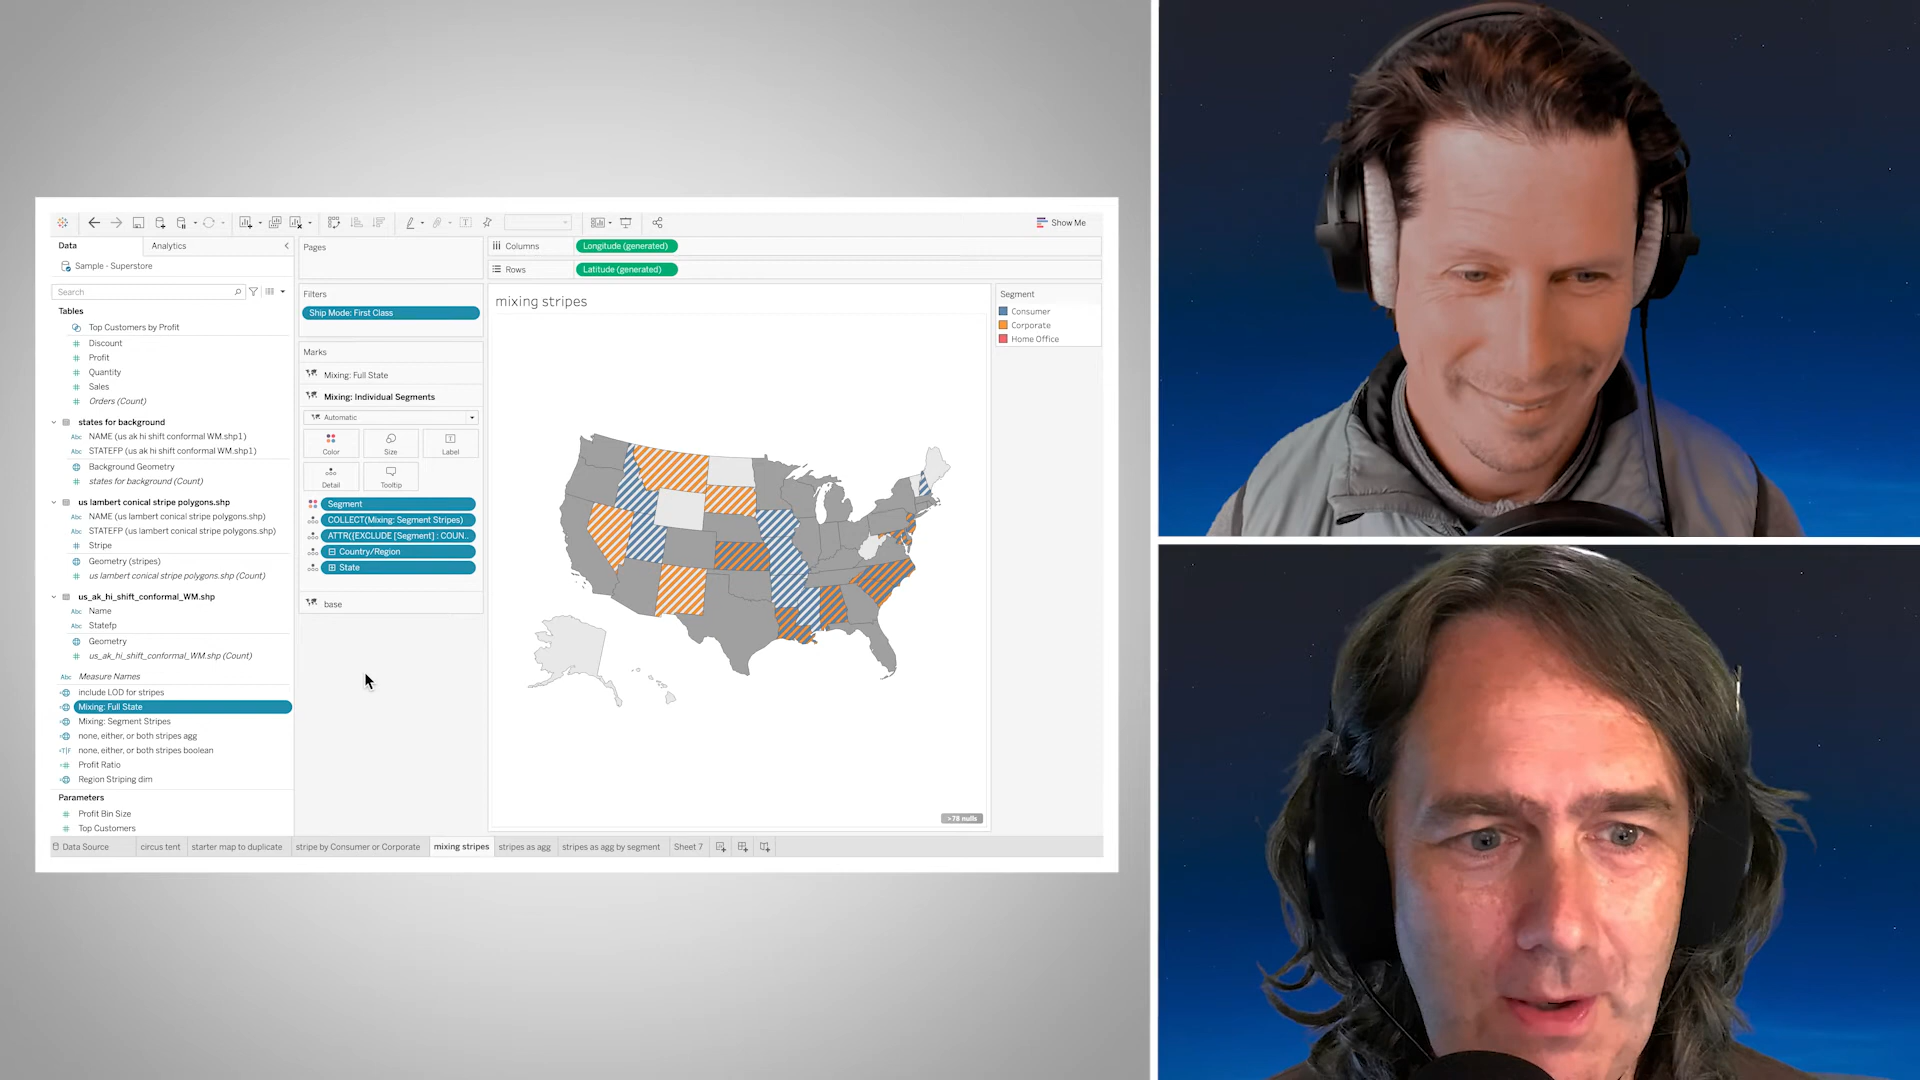 Show Me
Data
Analytics
Sample - Superstore
Search
Tables
Top Customers by Profit
Discount
Profit
Quantity
Sales
Orders (Count)
states for background
Abc NAME (us ak hi shift conformal WM.shp1)
Abc STATEFP (us ak hi shift conformal WM.shp1)
Background Geometry
states for background (Count)
us lambert conical stripe polygons.shp
Abc NAME (us lambert conical stripe polygons.shp)
Abc STATEFP (us lambert conical stripe polygons.shp)
Stripe
Geometry (stripes)
us lambert conical stripe polygons.shp (Count)
us_ak_hi_shift_conformal_WM.shp
Abc Name
Abc Statefp
Geometry
us_ak_hi_shift_conformal_WM.shp (Count)
Abc Measure Names
include LOD for stripes
Mixing: Full State
Mixing: Segment Stripes
none, either, or both stripes agg
T|F none, either, or both stripes boolean
Profit Ratio
Region Striping dim
Parameters
Profit Bin Size
Top Customers
Pages
Filters
Ship Mode: First Class
Marks
Mixing: Full State
Mixing: Individual Segments
Automatic
Color
Size
Label
Detail
Tooltip
Segment
COLLECT(Mixing: Segment Stripes)
ATTR({EXCLUDE [Segment] : COUN..
Country/Region
State
base
Columns
Longitude (generated)
Rows
Latitude (generated)
mixing stripes
>78 nulls
Segment
Consumer
Corporate
Home Office
Data Source
circus tent
starter map to duplicate
stripe by Consumer or Corporate
mixing stripes
stripes as agg
stripes as agg by segment
Sheet 7